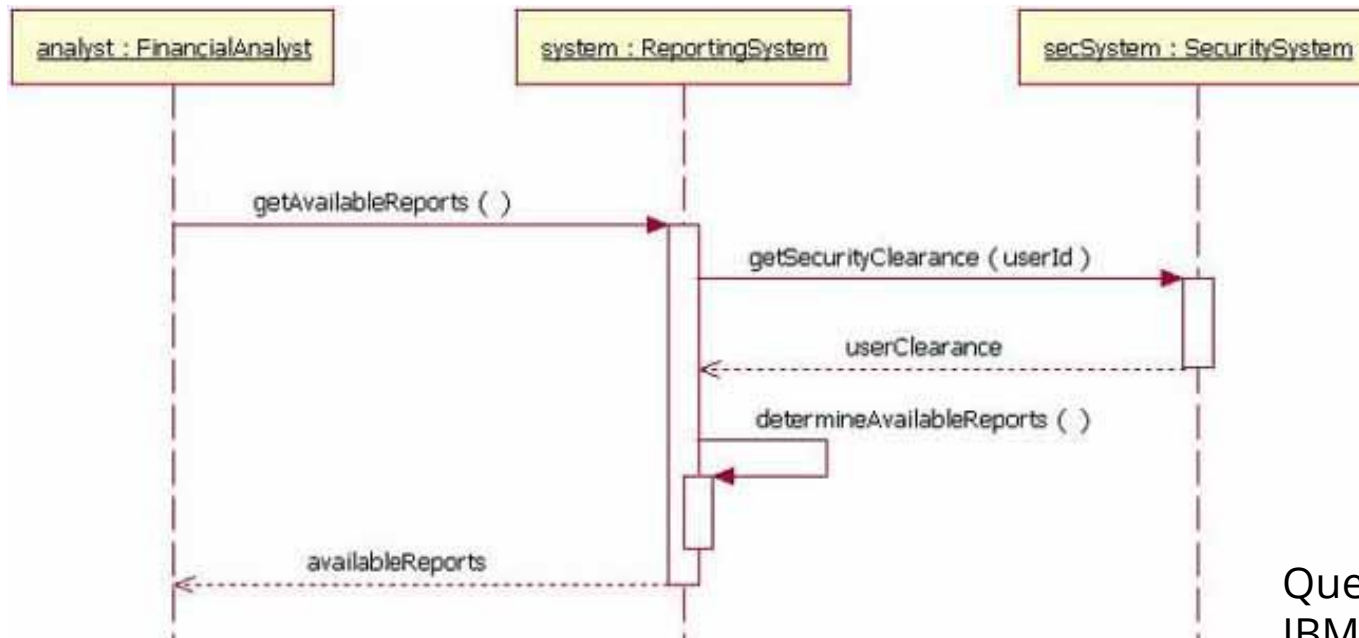 analyst : FinancialAnalyst
system : ReportingSystem
secSystem : SecuritySystem
getAvailableReports ( )
getSecurityClearance ( userId )
userClearance
determineAvailableReports ( )
availableReports
Que
IBM